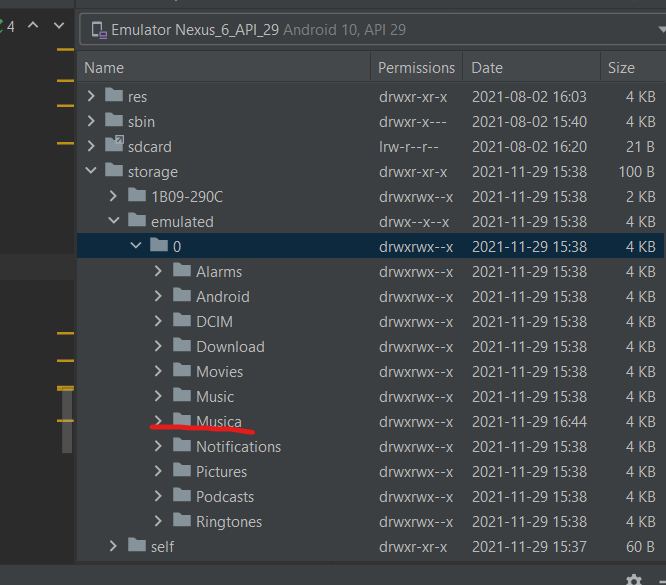 4
Emulator Nexus_6_API_29 Android 10, API 29
Name Permissions Date Size
res drwxr-xr-x 2021-08-02 16:03 4 KB
sbin drwxr-x--- 2021-08-02 15:40 4 KB
sdcard lrw-r--r-- 2021-08-02 16:20 21 B
storage drwxr-xr-x 2021-11-29 15:38 100 B
1B09-290C drwxrwx--x 2021-11-29 15:38 2 KB
emulated drwx--x--x 2021-11-29 15:38 4 KB
0 drwxrwx--x 2021-11-29 15:38 4 KB
Alarms drwxrwx--x 2021-11-29 15:38 4 KB
Android drwxrwx--x 2021-11-29 15:38 4 KB
DCIM drwxrwx--x 2021-11-29 15:38 4 KB
Download drwxrwx--x 2021-11-29 15:38 4 KB
Movies drwxrwx--x 2021-11-29 15:38 4 KB
Music drwxrwx--x 2021-11-29 15:38 4 KB
Musica drwxrwx--x 2021-11-29 16:44 4 KB
Notifications drwxrwx--x 2021-11-29 15:38 4 KB
Pictures drwxrwx--x 2021-11-29 15:38 4 KB
Podcasts drwxrwx--x 2021-11-29 15:38 4 KB
Ringtones drwxrwx--x 2021-11-29 15:38 4 KB
self drwxr-xr-x 2021-11-29 15:37 60 B